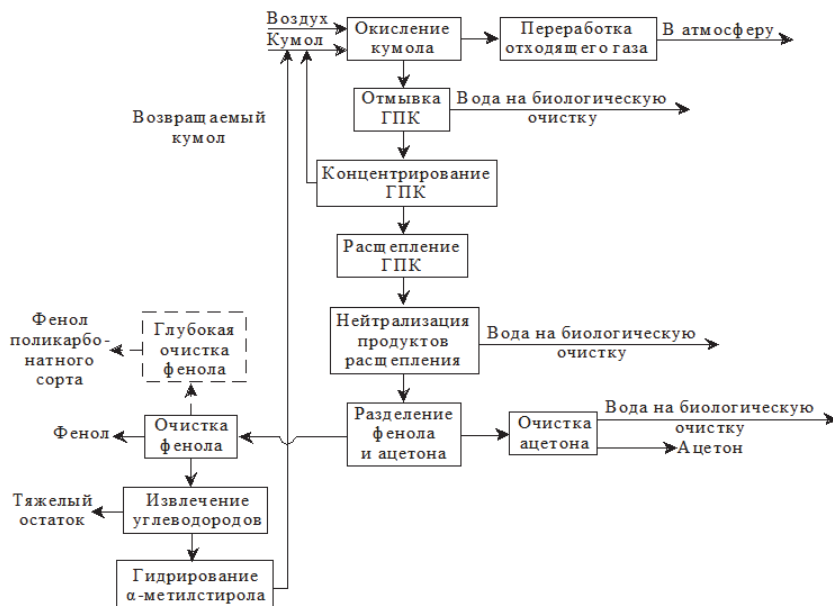 Воздух
Кумол
Окисление
кумола
Переработка
отходящего газа
В атмосферу
Отмывка
ГПК
Вода на биологическую
очистку
Возвращаемый
кумол
Концентрирование
ГПК
Расщепление
ГПК
Нейтрализация
продуктов
расщепления
Вода на биологическую
очистку
Фенол
поликарбо-
натного
сорта
Глубокая
очистка
фенола
Фенол
Очистка
фенола
Разделение
фенола
и ацетона
Очистка
ацетона
Вода на биологическую
очистку
Ацетон
Тяжелый
остаток
Извлечение
углеводородов
Гидрирование
α-метилстирола